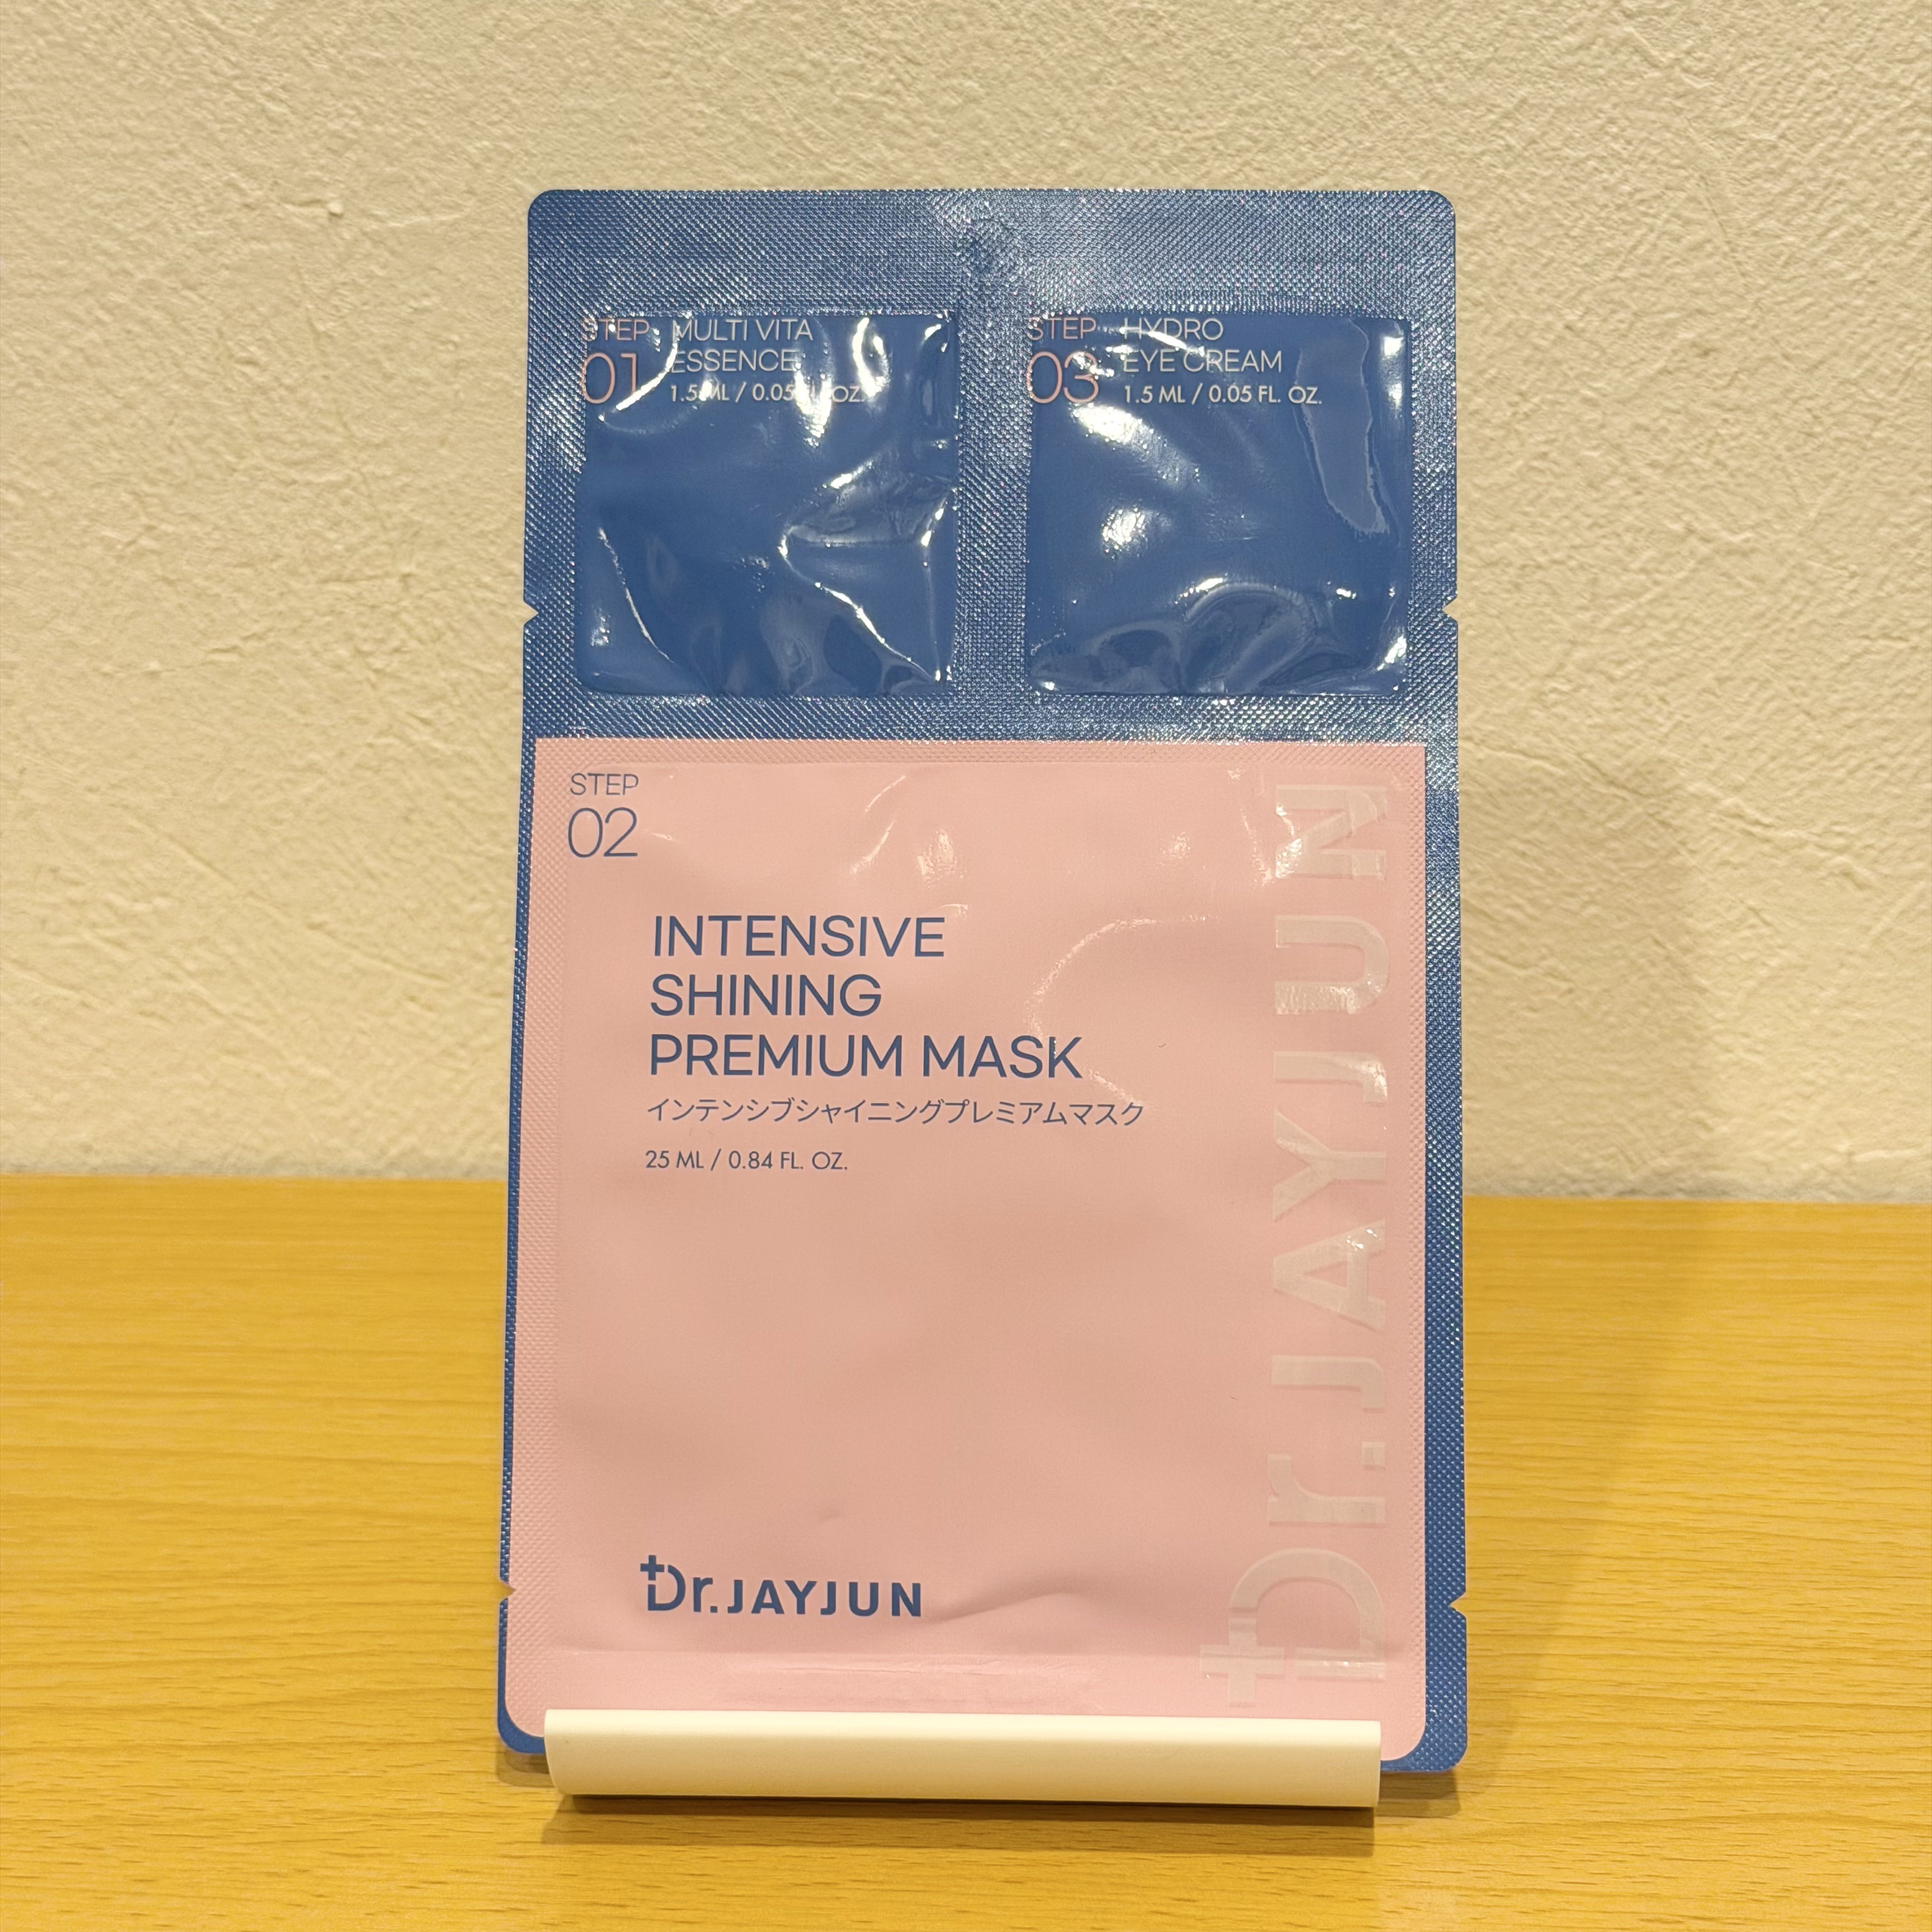 STEP
01
MULTI VITA
ESSENCE
1.5 ML / 0.05 FL. OZ.
STEP
03
HYDRO
EYE CREAM
1.5 ML / 0.05 FL. OZ.
STEP
02
INTENSIVE
SHINING
PREMIUM MASK
インテンシブシャイニングプレミアムマスク
25 ML / 0.84 FL. OZ.
Dr.JAYJUN
Dr.JAYJUN